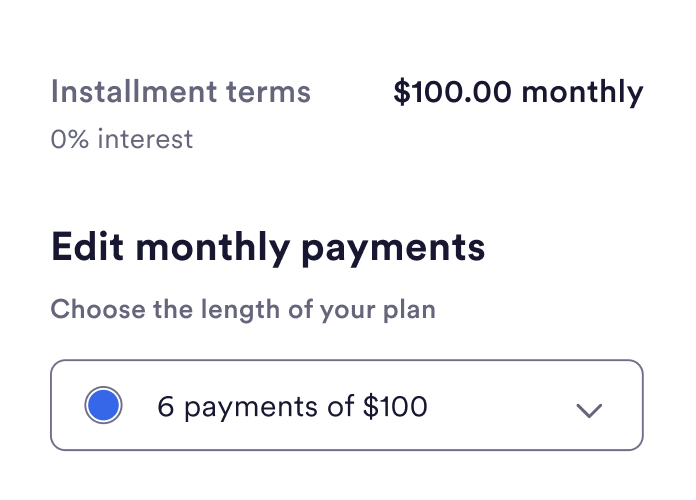 Installment terms $100.00 monthly
0% interest
Edit monthly payments
Choose the length of your plan
6 payments of $100